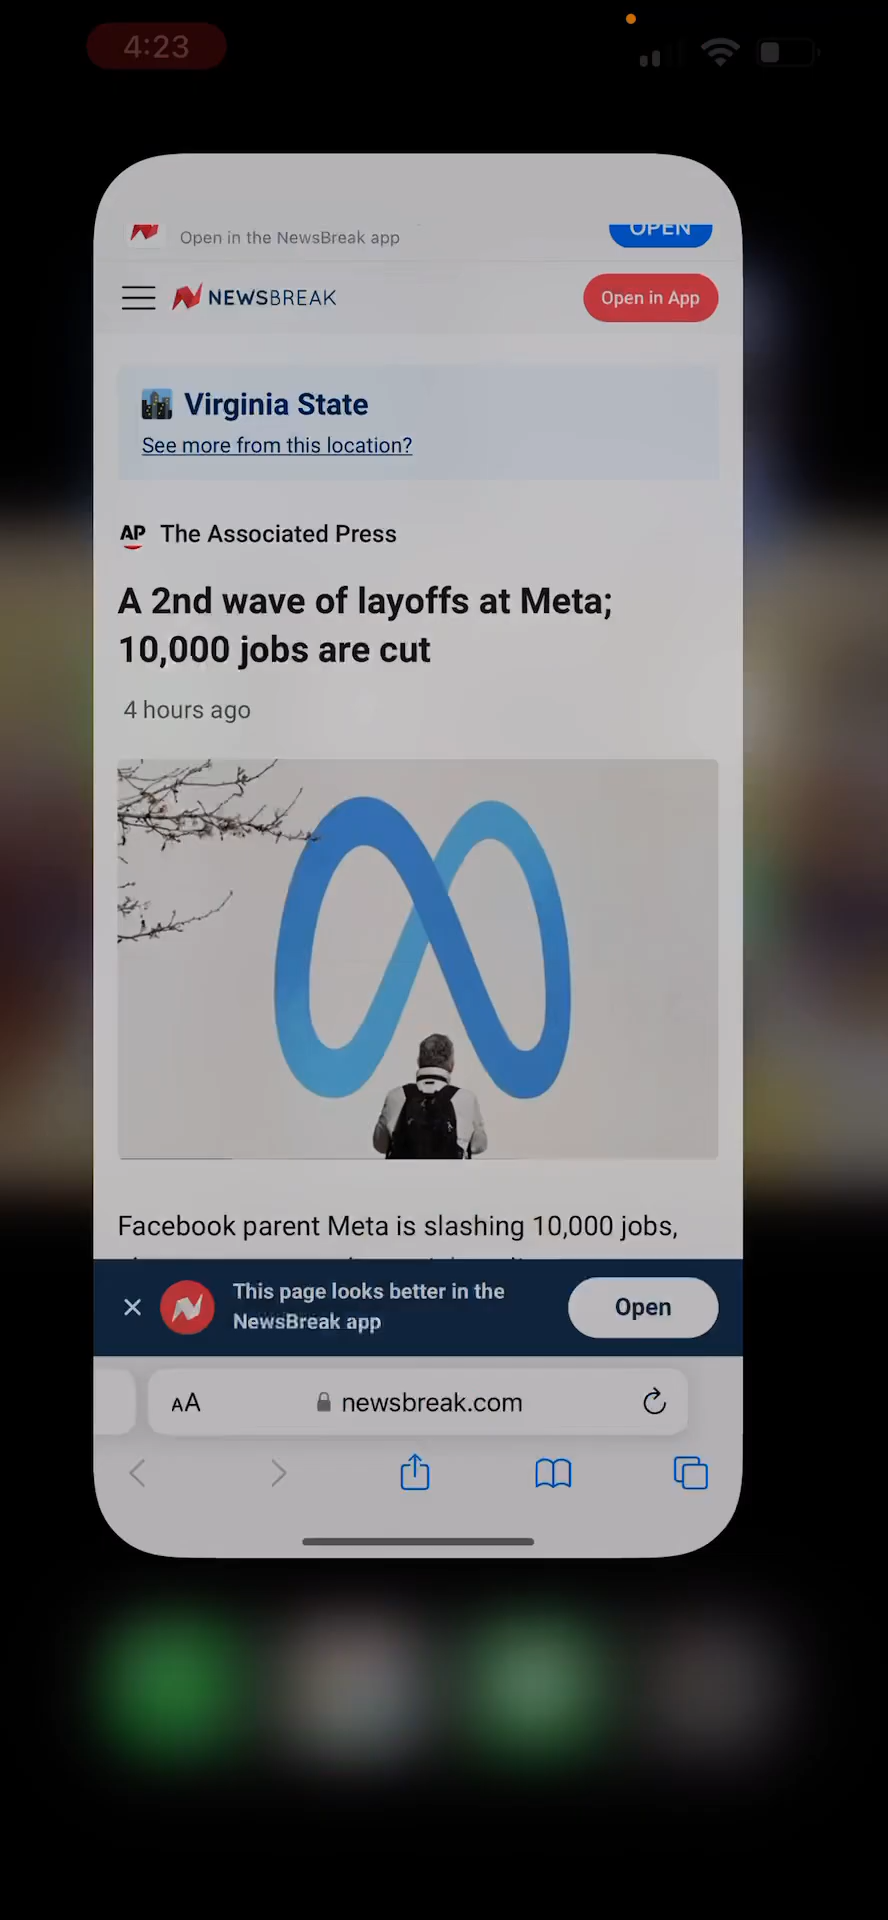 4:23
Open in the NewsBreak app
OPEN
NEWSBREAK
Open in App
Virginia State
See more from this location?
AP The Associated Press
A 2nd wave of layoffs at Meta;
10,000 jobs are cut
4 hours ago
Facebook parent Meta is slashing 10,000 jobs,
This page looks better in the
NewsBreak app
Open
AA
newsbreak.com